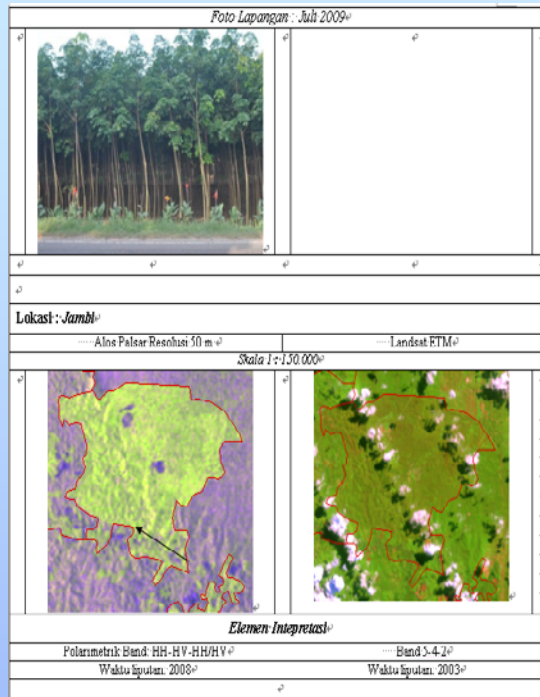 Foto Lapangan : Juli 2009
Lokasi : Jambi
Alos Palsar Resolusi 50 m
Landsat ETM
Skala 1 : 150.000
Elemen Intepretasi
Polarimetrik Band: HH-HV-HH/HV
Band 5-4-2
Waktu liputan: 2008
Waktu liputan: 2003